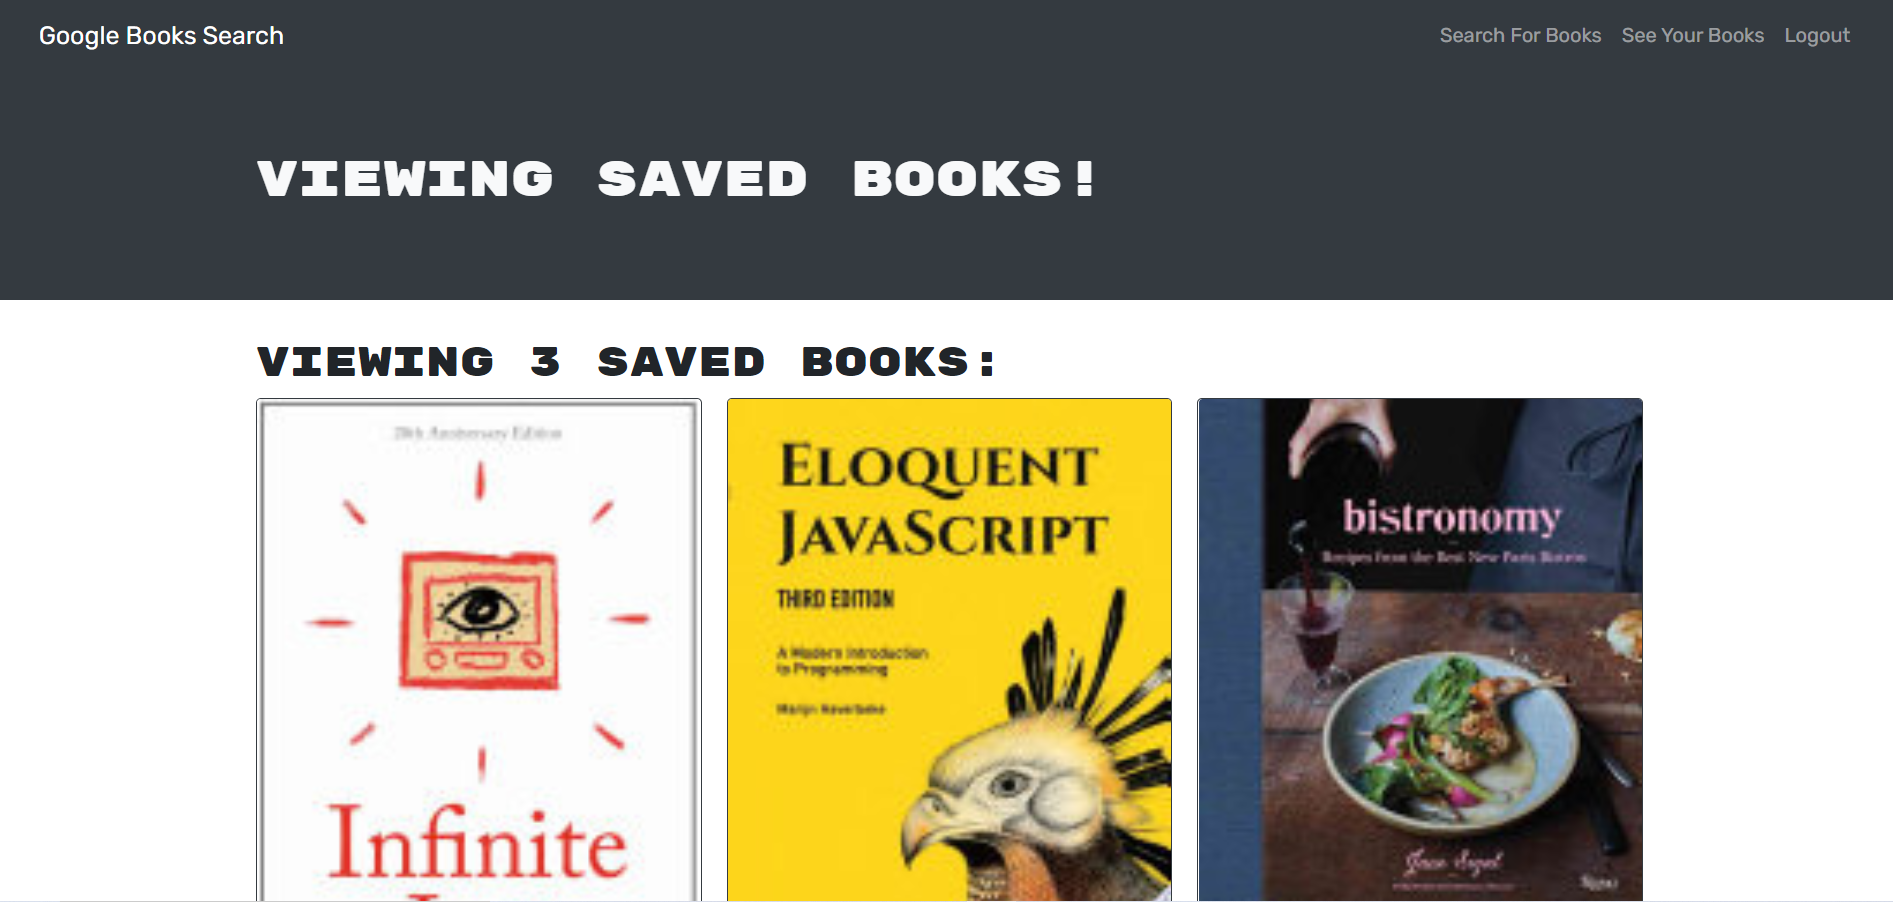 Google Books Search
Search For Books See Your Books Logout
VIEWING SAVED BOOKS!
VIEWING 3 SAVED BOOKS:
20th Anniversary Edition
Infinite
ELOQUENT
JAVASCRIPT
THIRD EDITION
A Modern Introduction
to Programming
Marijn Haverbeke
bistronomy
Recipes from the Best New Paris Bistros